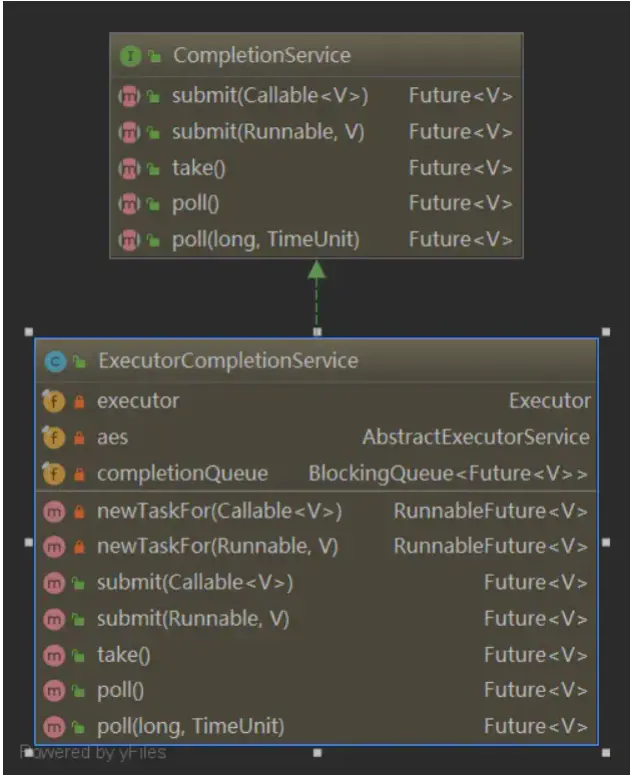 CompletionService
submit(Callable<V>) Future<V>
submit(Runnable, V) Future<V>
take() Future<V>
poll() Future<V>
poll(long, TimeUnit) Future<V>
ExecutorCompletionService
executor Executor
aes AbstractExecutorService
completionQueue BlockingQueue<Future<V>>
newTaskFor(Callable<V>) RunnableFuture<V>
newTaskFor(Runnable, V) RunnableFuture<V>
submit(Callable<V>) Future<V>
submit(Runnable, V) Future<V>
take() Future<V>
poll() Future<V>
poll(long, TimeUnit) Future<V>
Powered by yFiles